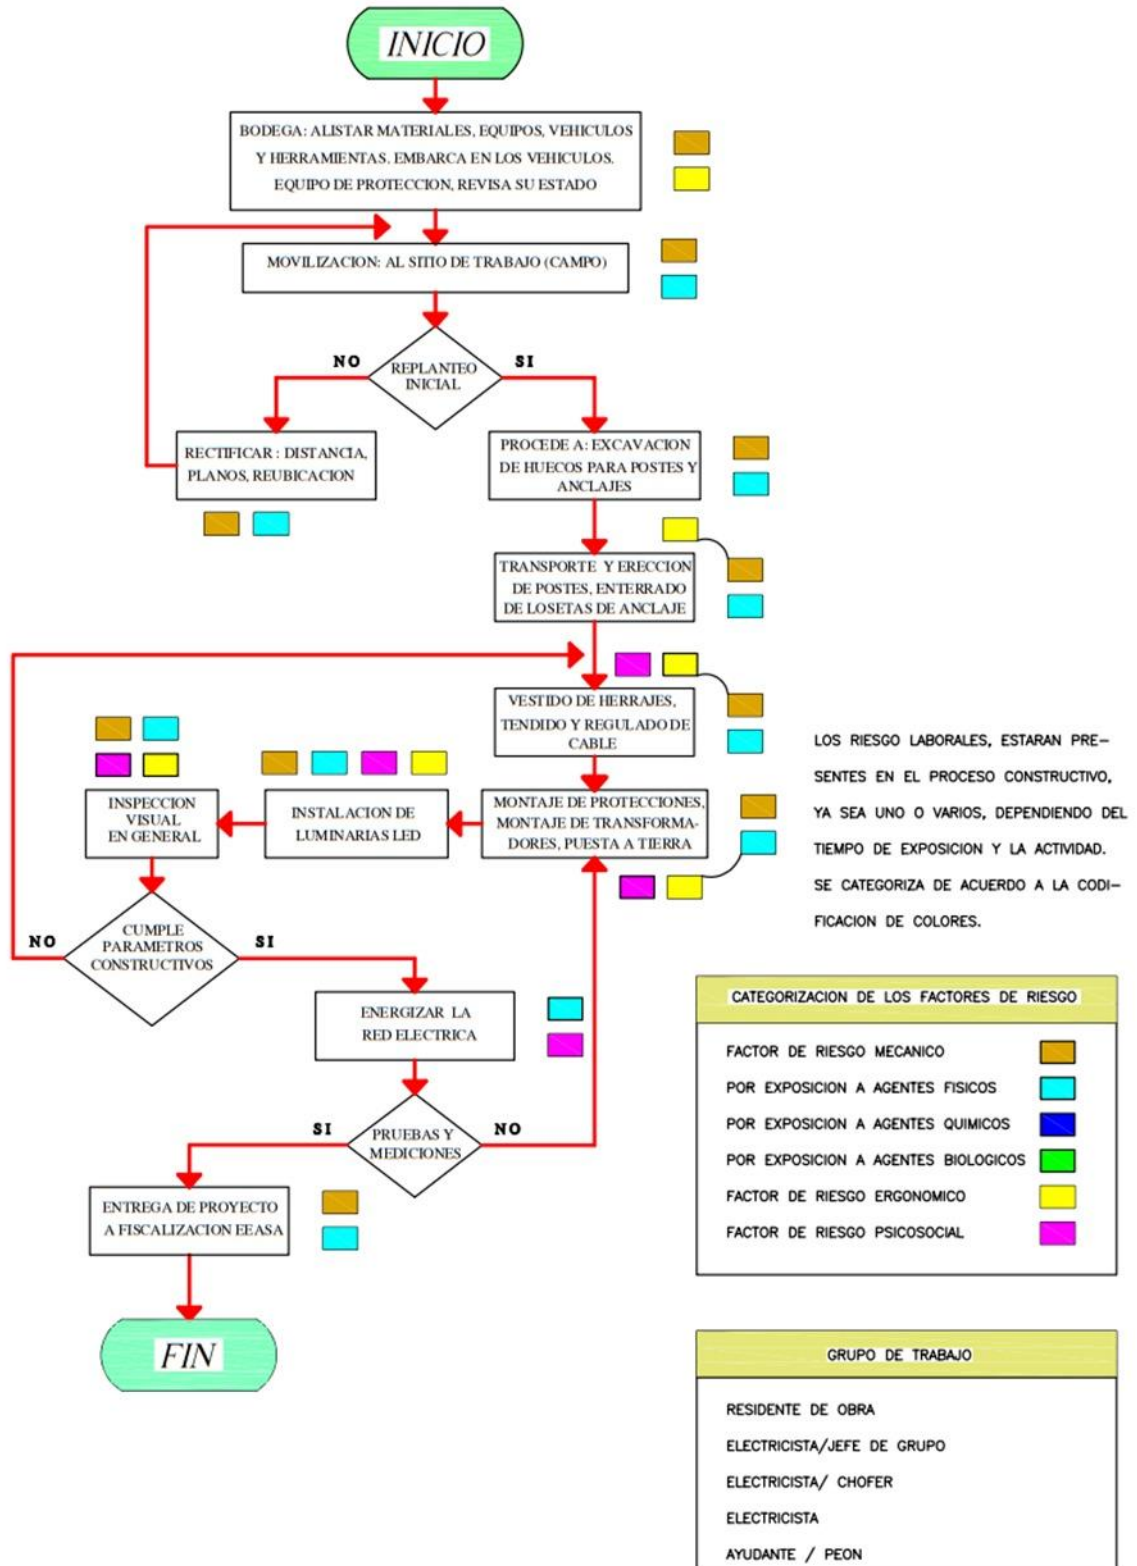 INICIO
BODEGA: ALISTAR MATERIALES, EQUIPOS, VEHICULOS
Y HERRAMIENTAS. EMBARCA EN LOS VEHICULOS.
EQUIPO DE PROTECCION, REVISA SU ESTADO
MOVILIZACION: AL SITIO DE TRABAJO (CAMPO)
NO
SI
REPLANTEO
INICIAL
RECTIFICAR : DISTANCIA,
PLANOS, REUBICACION
PROCEDE A: EXCAVACION
DE HUECOS PARA POSTES Y
ANCLAJES
TRANSPORTE Y ERECCION
DE POSTES, ENTERRADO
DE LOSETAS DE ANCLAJE
VESTIDO DE HERRAJES,
TENDIDO Y REGULADO DE
CABLE
MONTAJE DE PROTECCIONES,
MONTAJE DE TRANSFORMA-
DORES, PUESTA A TIERRA
INSTALACION DE
LUMINARIAS LED
INSPECCION
VISUAL
EN GENERAL
NO
SI
CUMPLE
PARAMETROS
CONSTRUCTIVOS
ENERGIZAR LA
RED ELECTRICA
SI
NO
PRUEBAS Y
MEDICIONES
ENTREGA DE PROYECTO
A FISCALIZACION EEASA
FIN
LOS RIESGO LABORALES, ESTARAN PRE-
SENTES EN EL PROCESO CONSTRUCTIVO,
YA SEA UNO O VARIOS, DEPENDIENDO DEL
TIEMPO DE EXPOSICION Y LA ACTIVIDAD.
SE CATEGORIZA DE ACUERDO A LA CODI-
FICACION DE COLORES.
CATEGORIZACION DE LOS FACTORES DE RIESGO
FACTOR DE RIESGO MECANICO
POR EXPOSICION A AGENTES FISICOS
POR EXPOSICION A AGENTES QUIMICOS
POR EXPOSICION A AGENTES BIOLOGICOS
FACTOR DE RIESGO ERGONOMICO
FACTOR DE RIESGO PSICOSOCIAL
GRUPO DE TRABAJO
RESIDENTE DE OBRA
ELECTRICISTA/JEFE DE GRUPO
ELECTRICISTA/ CHOFER
ELECTRICISTA
AYUDANTE / PEON